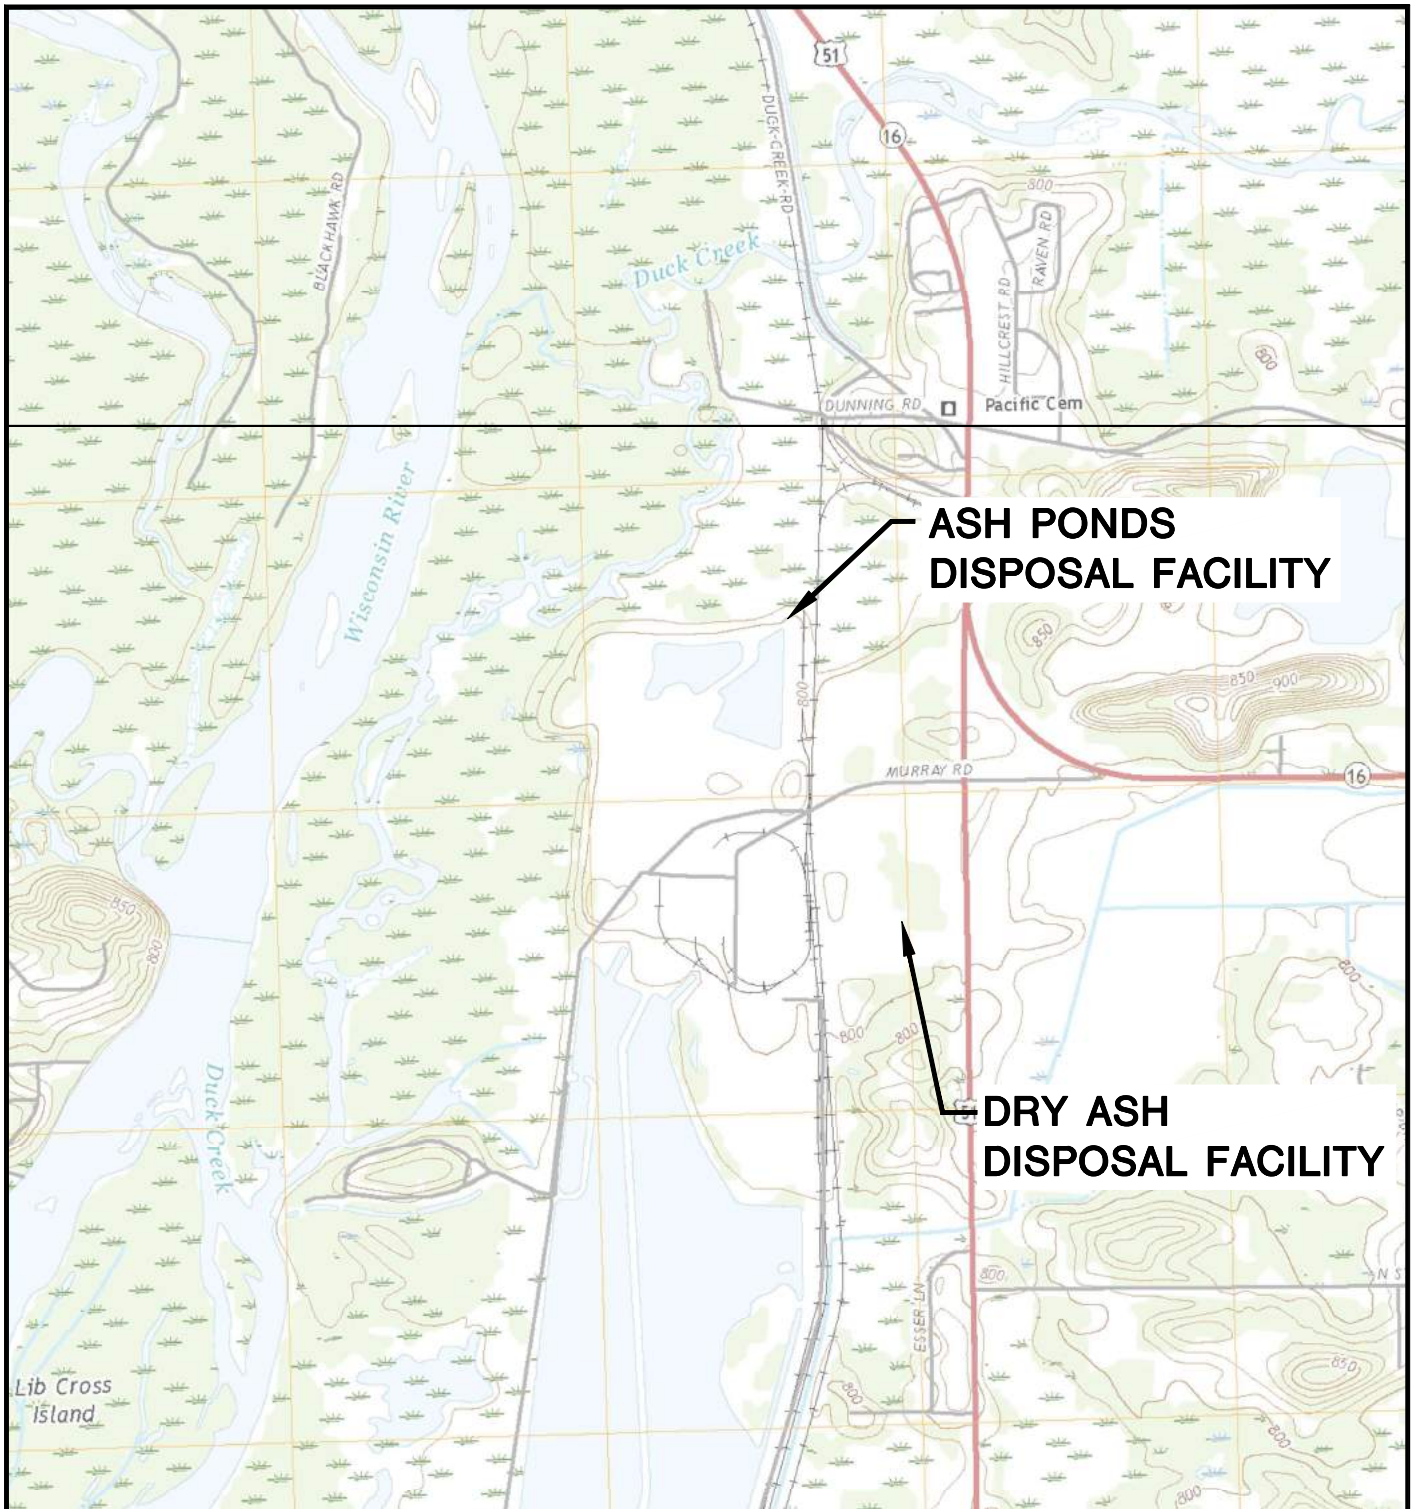 51
16
DUCK-CREEK-RD
BLACKHAWK RD
800
RAVEN RD
Duck Creek
HILLCREST RD
800
DUNNING RD
Pacific Cem
Wisconsin River
ASH PONDS
DISPOSAL FACILITY
850
850
900
800
MURRAY RD
16
850
800
800
800
800
Duck Creek
DRY ASH
DISPOSAL FACILITY
800
N S
ESSER LN
850
Lib Cross
Island
800
800
800